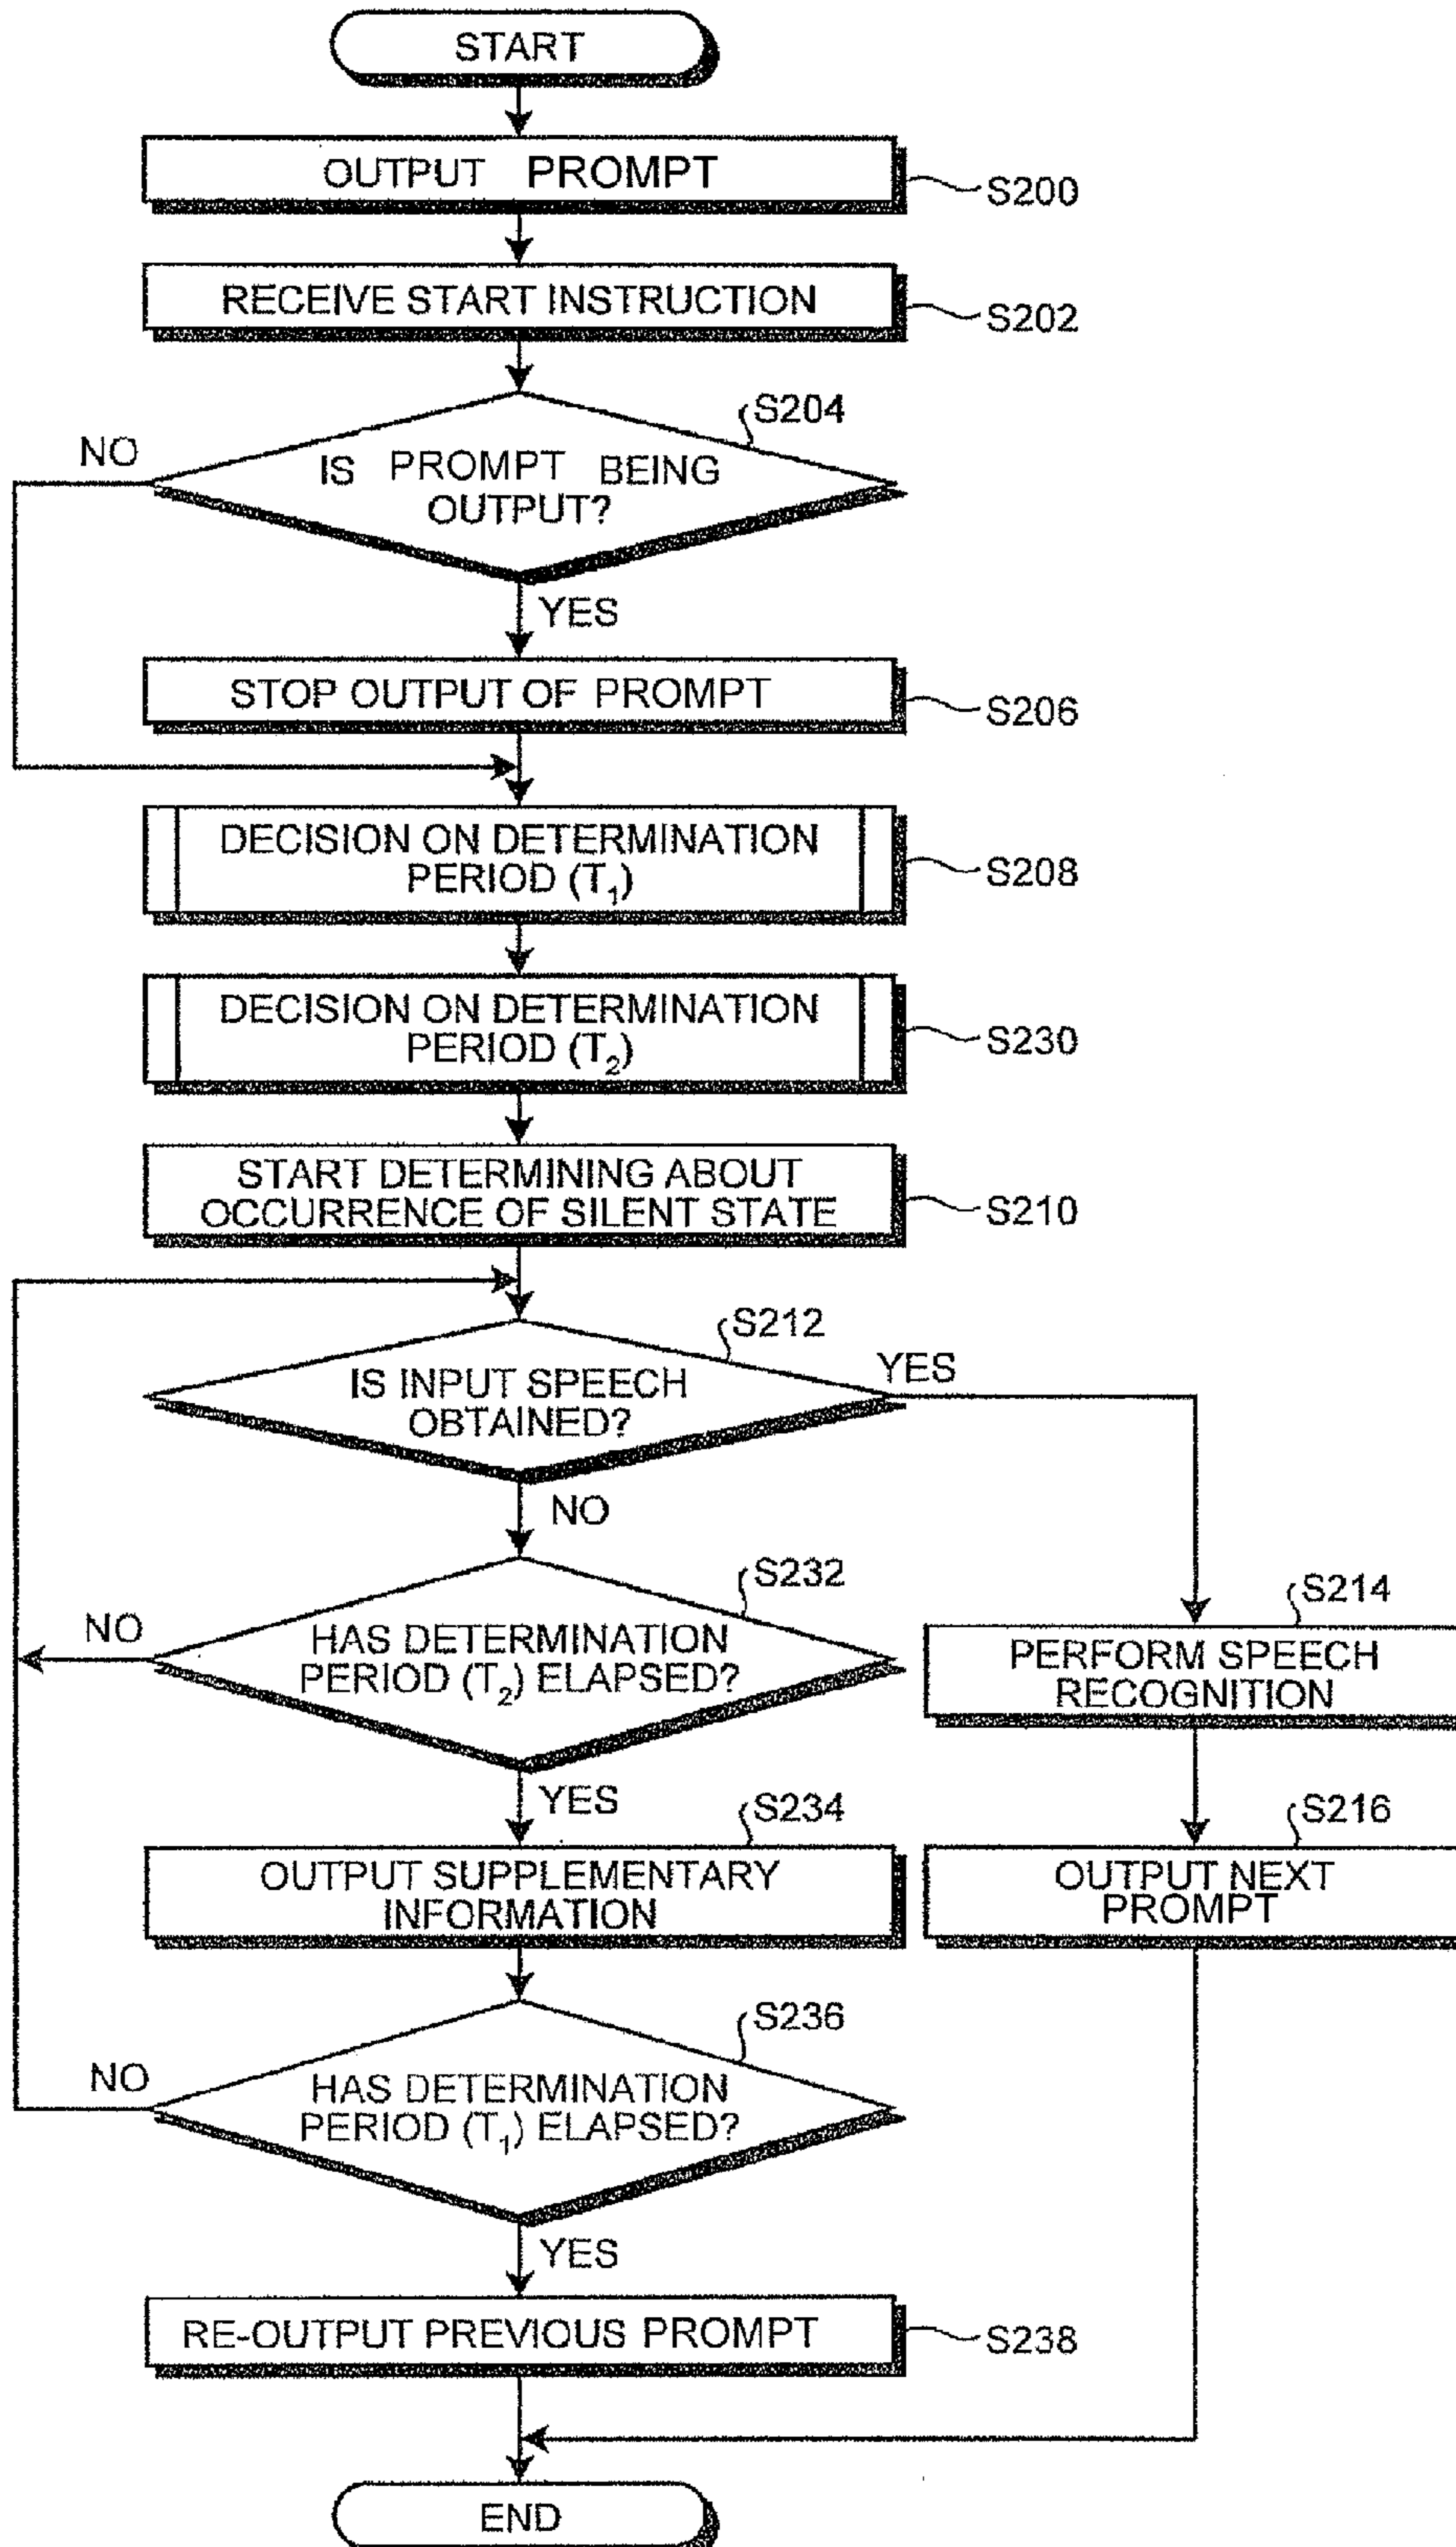 START
OUTPUT PROMPT
S200
RECEIVE START INSTRUCTION
S202
S204
NO
IS PROMPT BEING
OUTPUT?
YES
STOP OUTPUT OF PROMPT
S206
DECISION ON DETERMINATION
PERIOD (T₁)
S208
DECISION ON DETERMINATION
PERIOD (T₂)
S230
START DETERMINING ABOUT
OCCURRENCE OF SILENT STATE
S210
S212
YES
IS INPUT SPEECH
OBTAINED?
NO
S232
NO
HAS DETERMINATION
PERIOD (T₂) ELAPSED?
S214
PERFORM SPEECH
RECOGNITION
YES
S234
OUTPUT SUPPLEMENTARY
INFORMATION
S216
OUTPUT NEXT
PROMPT
S236
NO
HAS DETERMINATION
PERIOD (T₁) ELAPSED?
YES
RE-OUTPUT PREVIOUS PROMPT
S238
END